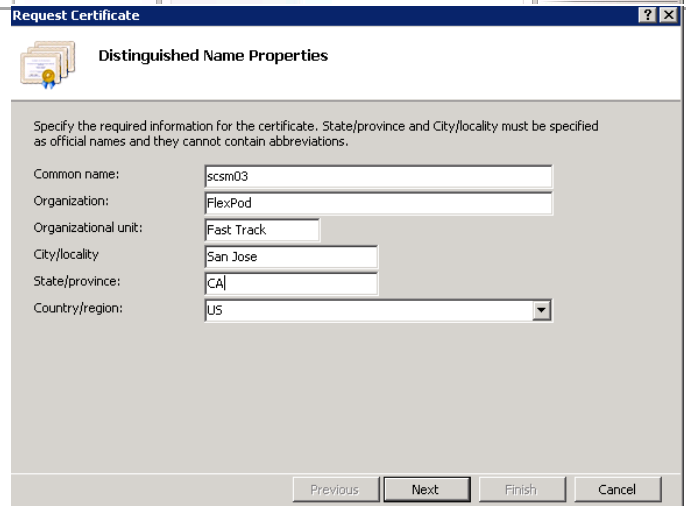 Request Certificate
Distinguished Name Properties
Specify the required information for the certificate. State/province and City/locality must be specified
as official names and they cannot contain abbreviations.
Common name: scsm03
Organization: FlexPod
Organizational unit: Fast Track
City/locality San Jose
State/province: CA
Country/region: US
Previous Next Finish Cancel